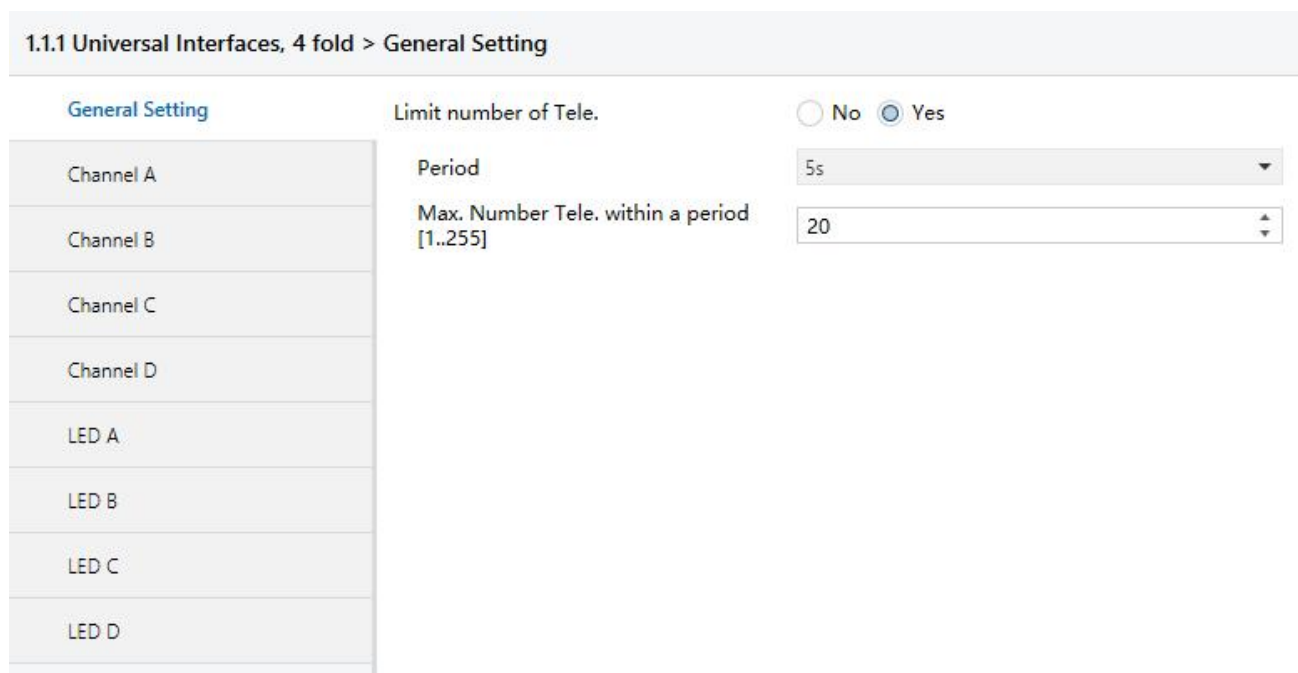 1.1.1 Universal Interfaces, 4 fold > General Setting
General Setting
Channel A
Channel B
Channel C
Channel D
LED A
LED B
LED C
LED D
Limit number of Tele.
No Yes
Period
5s
Max. Number Tele. within a period
[1..255]
20